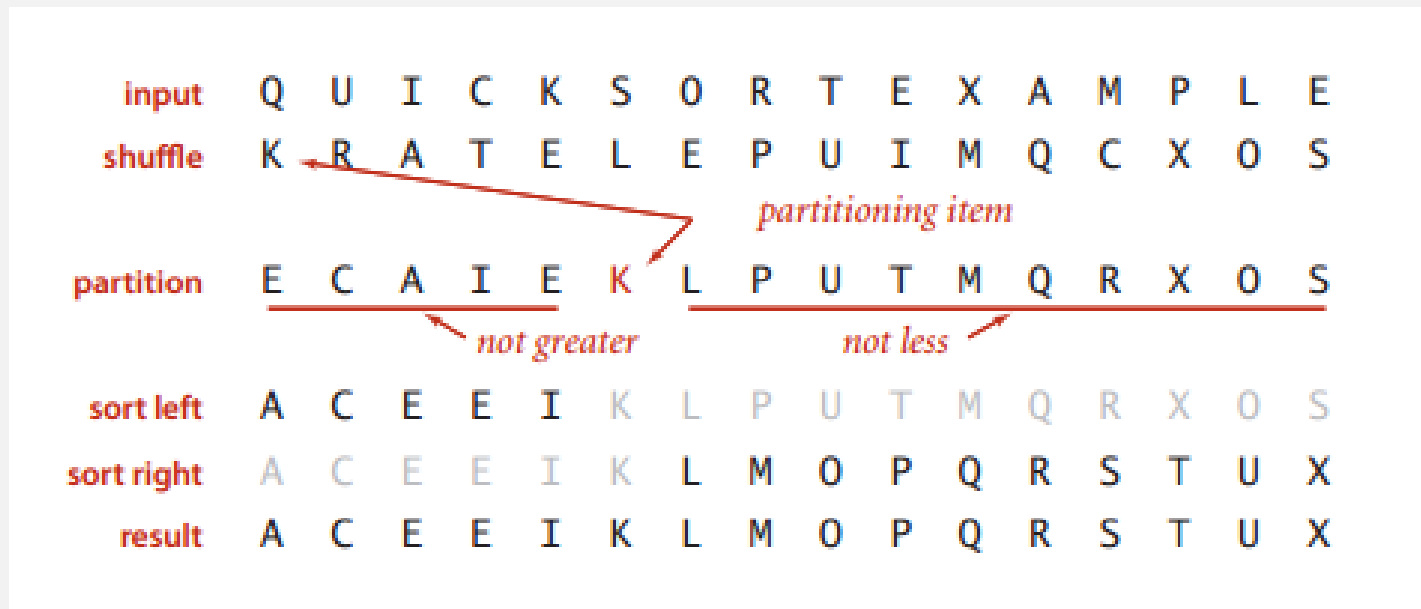 input Q U I C K S O R T E X A M P L E
shuffle K R A T E L E P U I M Q C X O S
partitioning item
partition E C A I E K L P U T M Q R X O S
not greater not less
sort left A C E E I K L P U T M Q R X O S
sort right A C E E I K L M O P Q R S T U X
result A C E E I K L M O P Q R S T U X